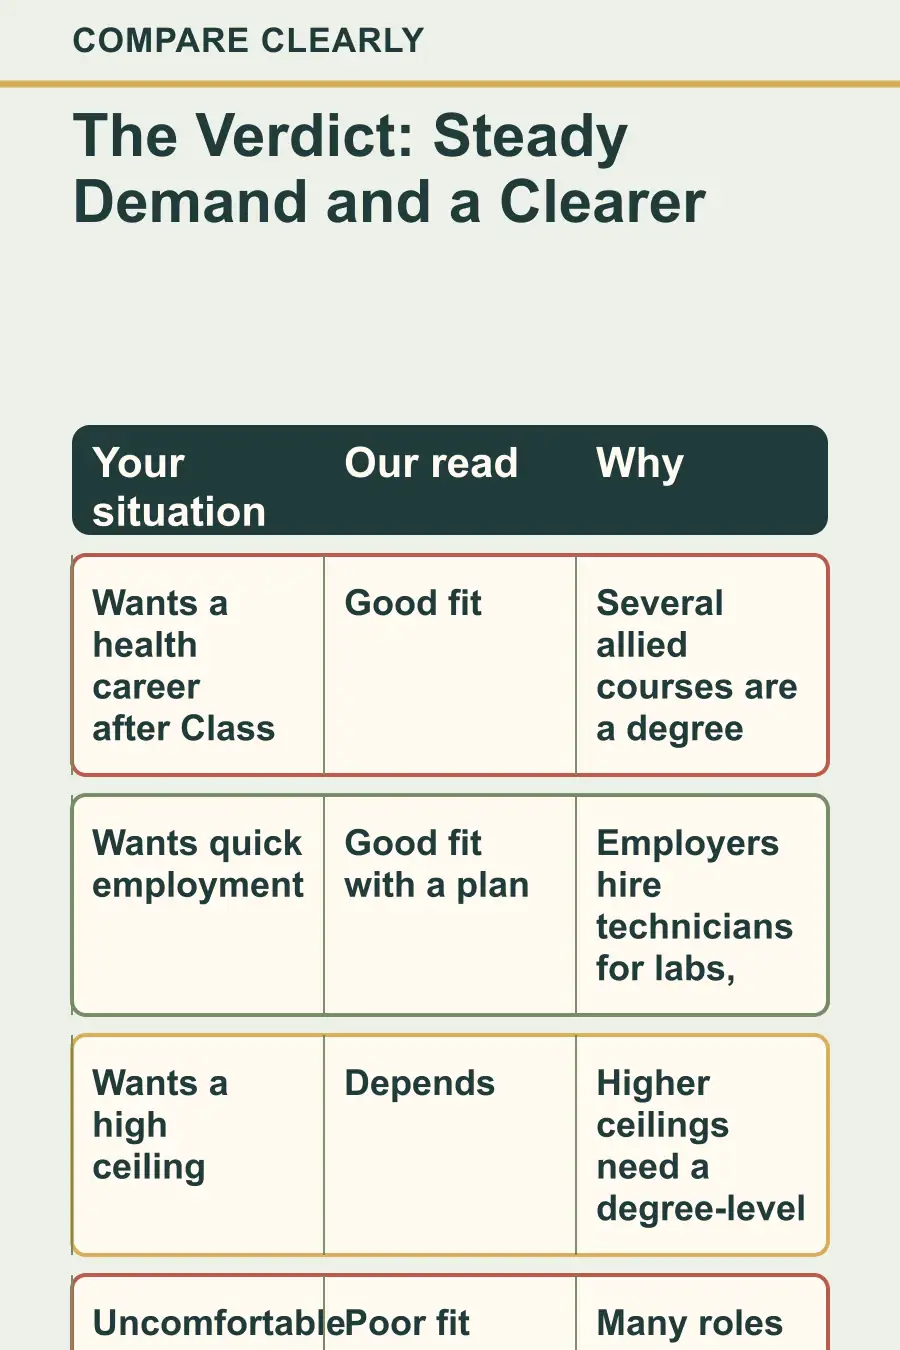 COMPARE CLEARLY
The Verdict: Steady
Demand and a Clearer
Your
situation
Our read
Why
Wants a
health
career
after Class
Good fit
Several
allied
courses are
a degree
Wants quick
employment
Good fit
with a plan
Employers
hire
technicians
for labs,
Wants a
high
ceiling
Depends
Higher
ceilings
need a
degree-level
Uncomfortable
Poor fit
Many roles